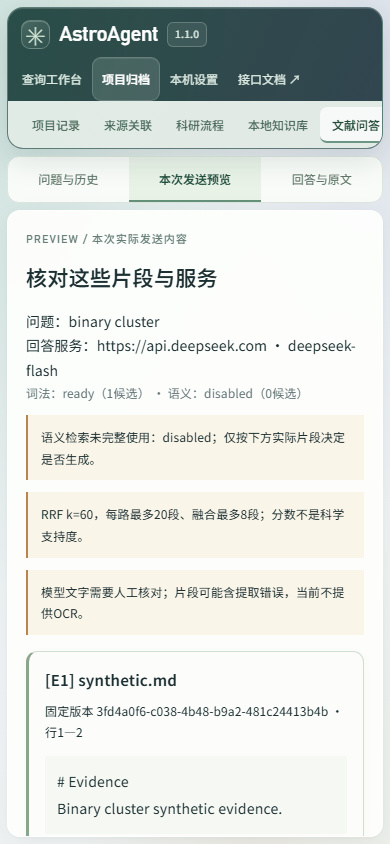 AstroAgent 1.1.0
查询工作台 项目归档 本机设置 接口文档 ↗
项目记录 来源关联 科研流程 本地知识库 文献问答
问题与历史 本次发送预览 回答与原文
PREVIEW / 本次实际发送内容
核对这些片段与服务
问题：binary cluster
回答服务：https://api.deepseek.com · deepseek-
flash
词法：ready（1候选） · 语义：disabled（0候选）
语义检索未完整使用：disabled；仅按下方实际片段决定
是否生成。
RRF k=60，每路最多20段、融合最多8段；分数不是科学
支持度。
模型文字需要人工核对；片段可能含提取错误，当前不提
供OCR。
[E1] synthetic.md
固定版本 3fd4a0f6-c038-4b48-b9a2-481c24413b4b ·
行1—2
# Evidence
Binary cluster synthetic evidence.